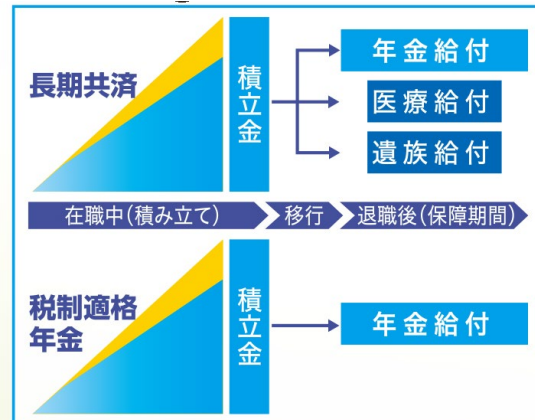 長期共済
積立金
年金給付
医療給付
遺族給付
在職中(積み立て)
移行
退職後(保障期間)
税制適格
年金
積立金
年金給付